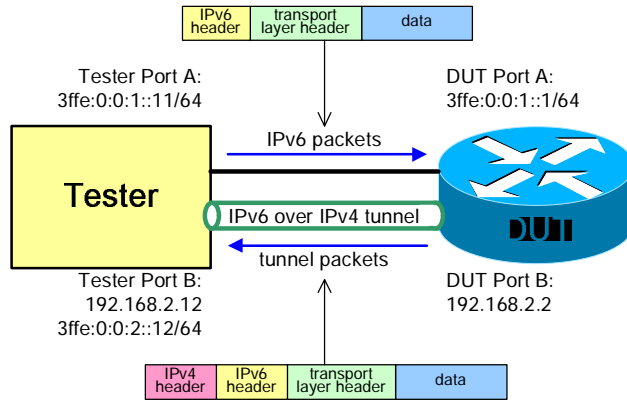 IPv6 header
transport layer header
data
Tester Port A:
3ffe:0:0:1::11/64
DUT Port A:
3ffe:0:0:1::1/64
IPv6 packets
Tester
IPv6 over IPv4 tunnel
DUT
tunnel packets
Tester Port B:
192.168.2.12
3ffe:0:0:2::12/64
DUT Port B:
192.168.2.2
IPv4 header
IPv6 header
transport layer header
data